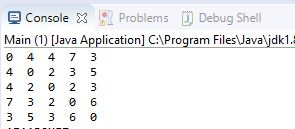 Console Problems Debug Shell
Main (1) [Java Application] C:\Program Files\Java\jdk1.8
0 4 4 7 3
4 0 2 3 5
4 2 0 2 3
7 3 2 0 6
3 5 3 6 0